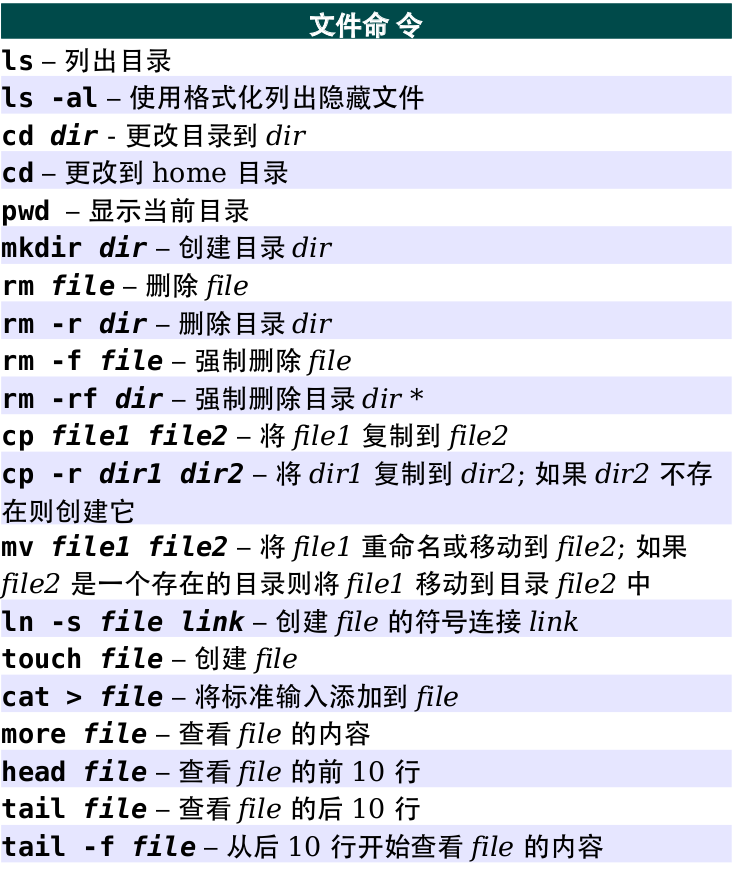 文件命 令
ls – 列出目录
ls -al – 使用格式化列出隐藏文件
cd dir - 更改目录到 dir
cd – 更改到 home 目录
pwd – 显示当前目录
mkdir dir – 创建目录 dir
rm file – 删除 file
rm -r dir – 删除目录 dir
rm -f file – 强制删除 file
rm -rf dir – 强制删除目录 dir *
cp file1 file2 – 将 file1 复制到 file2
cp -r dir1 dir2 – 将 dir1 复制到 dir2; 如果 dir2 不存
在则创建它
mv file1 file2 – 将 file1 重命名或移动到 file2; 如果
file2 是一个存在的目录则将 file1 移动到目录 file2 中
ln -s file link – 创建 file 的符号连接 link
touch file – 创建 file
cat > file – 将标准输入添加到 file
more file – 查看 file 的内容
head file – 查看 file 的前 10 行
tail file – 查看 file 的后 10 行
tail -f file – 从后 10 行开始查看 file 的内容